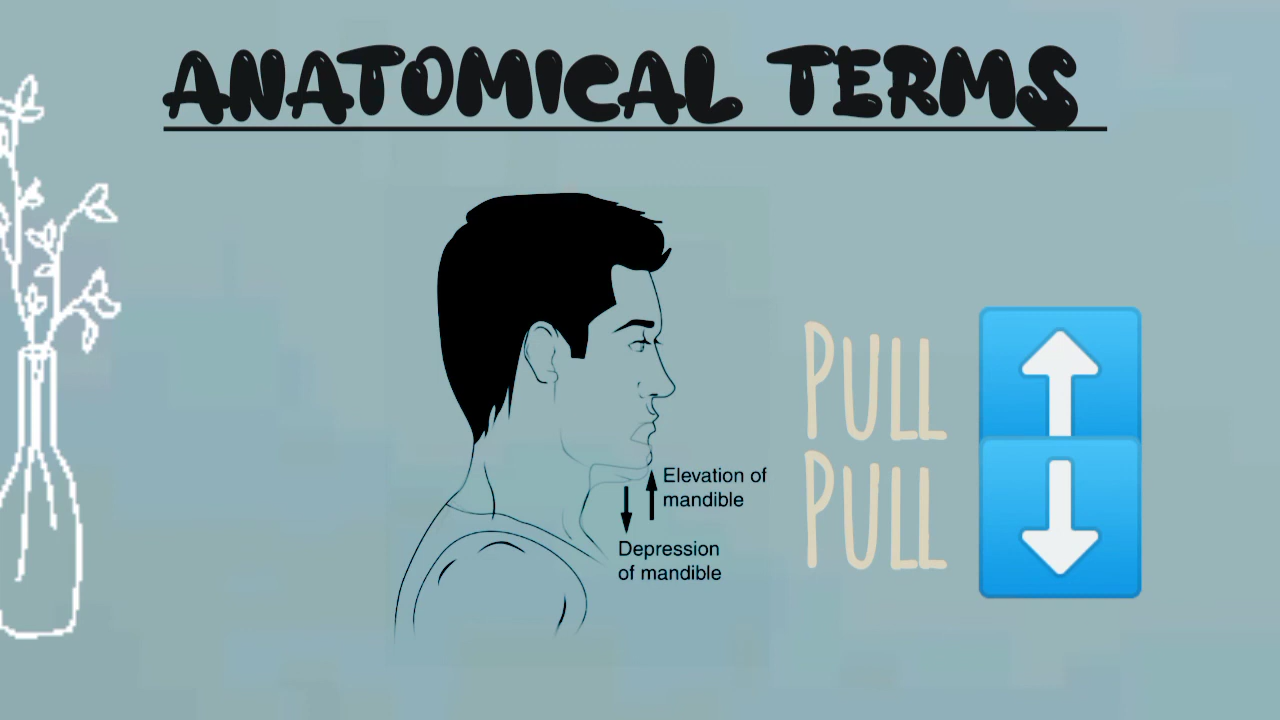 ANATOMICAL TERMS
Elevation of
mandible
Depression
of mandible
PULL
PULL